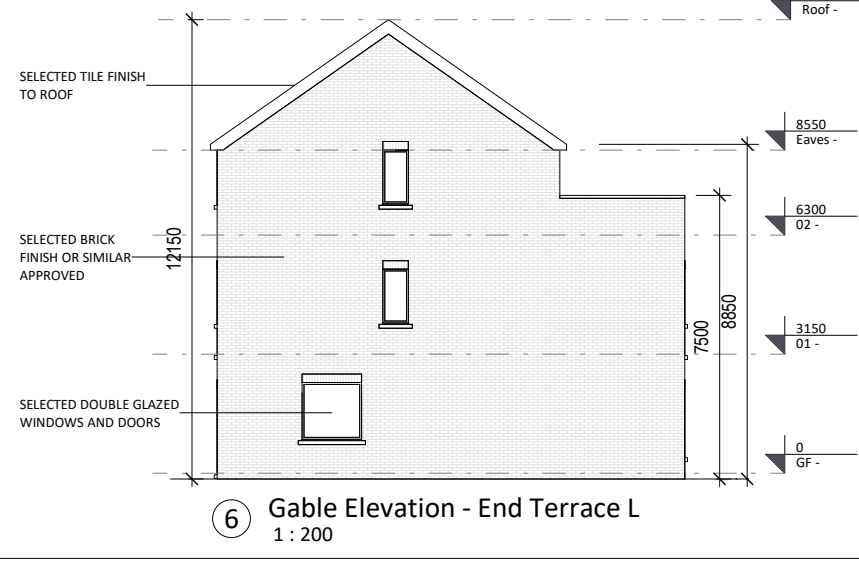 Roof -
SELECTED TILE FINISH
TO ROOF
8550
Eaves -
6300
02 -
SELECTED BRICK
FINISH OR SIMILAR
APPROVED
12150
8850
7500
3150
01 -
SELECTED DOUBLE GLAZED
WINDOWS AND DOORS
0
GF -
6
Gable Elevation - End Terrace L
1 : 200